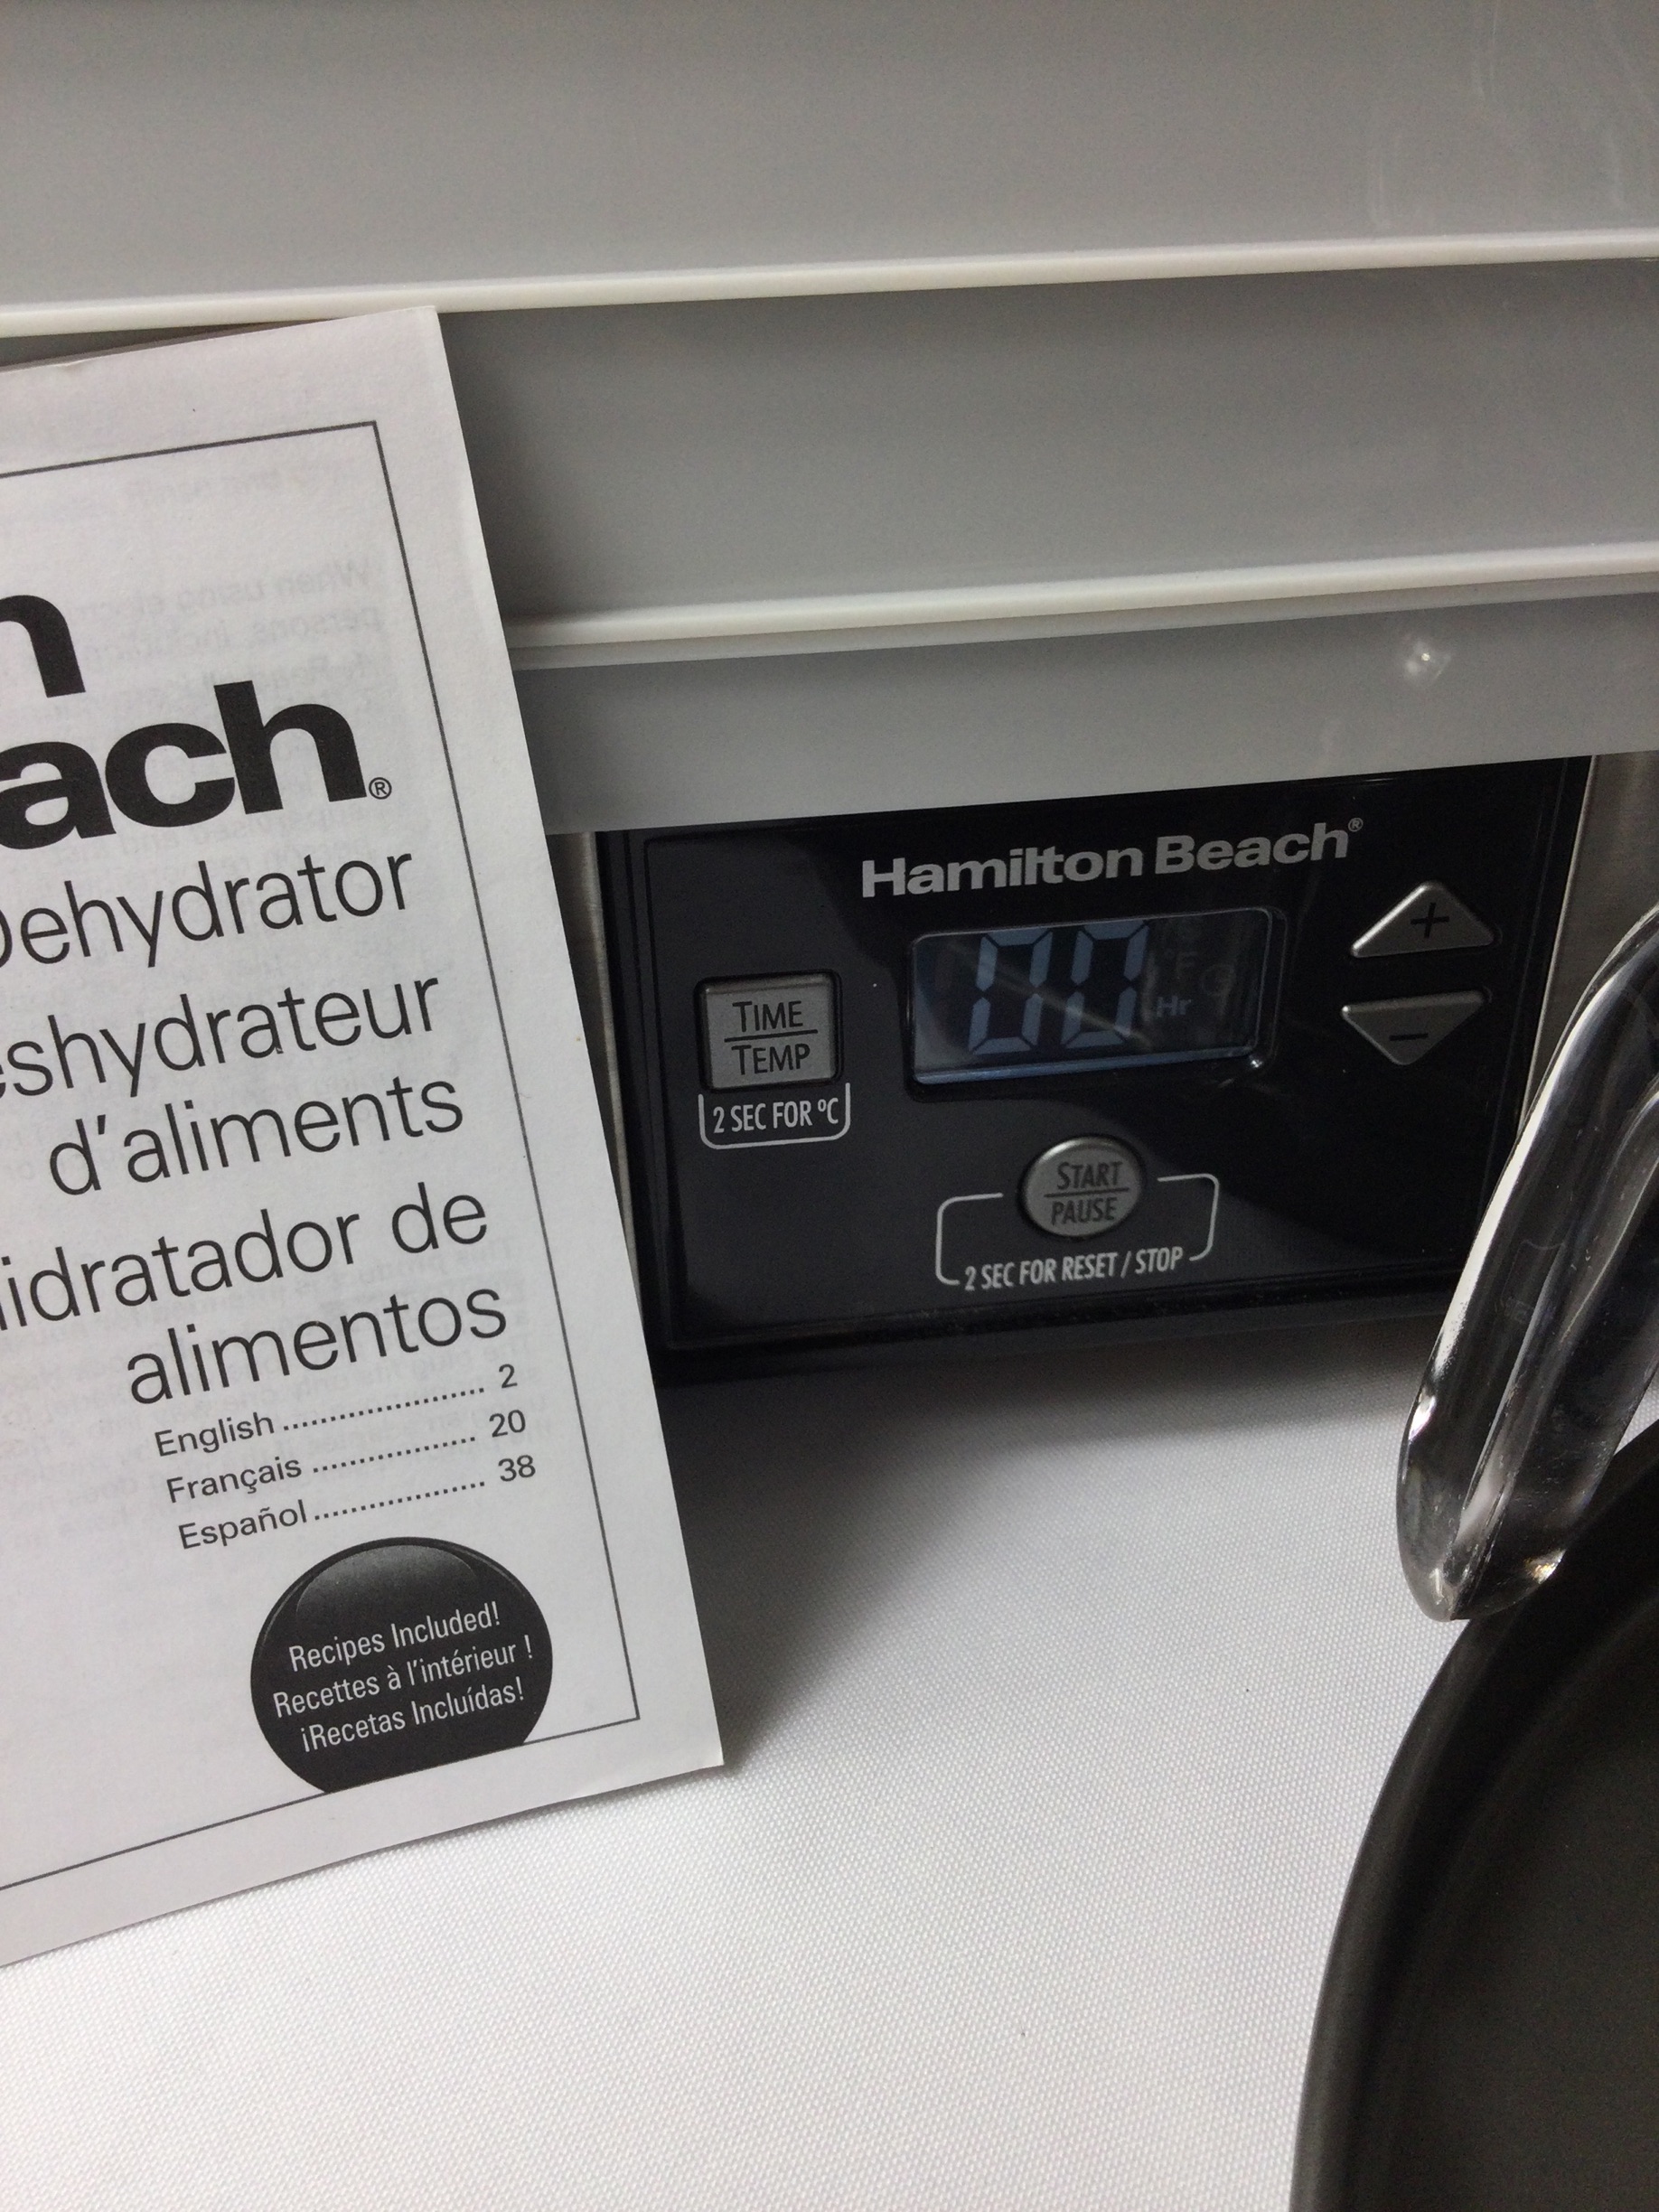 n
ach®
Dehydrator
eshydrateur
d'aliments
idratador de
alimentos
English ..................... 2
Français ................. 20
Español .................. 38
Recipes Included!
Recettes à l'intérieur !
¡Recetas Incluídas!
Hamilton Beach®
00 Hr
°F
+
−
TIME
TEMP
2 SEC FOR °C
START
PAUSE
2 SEC FOR RESET / STOP